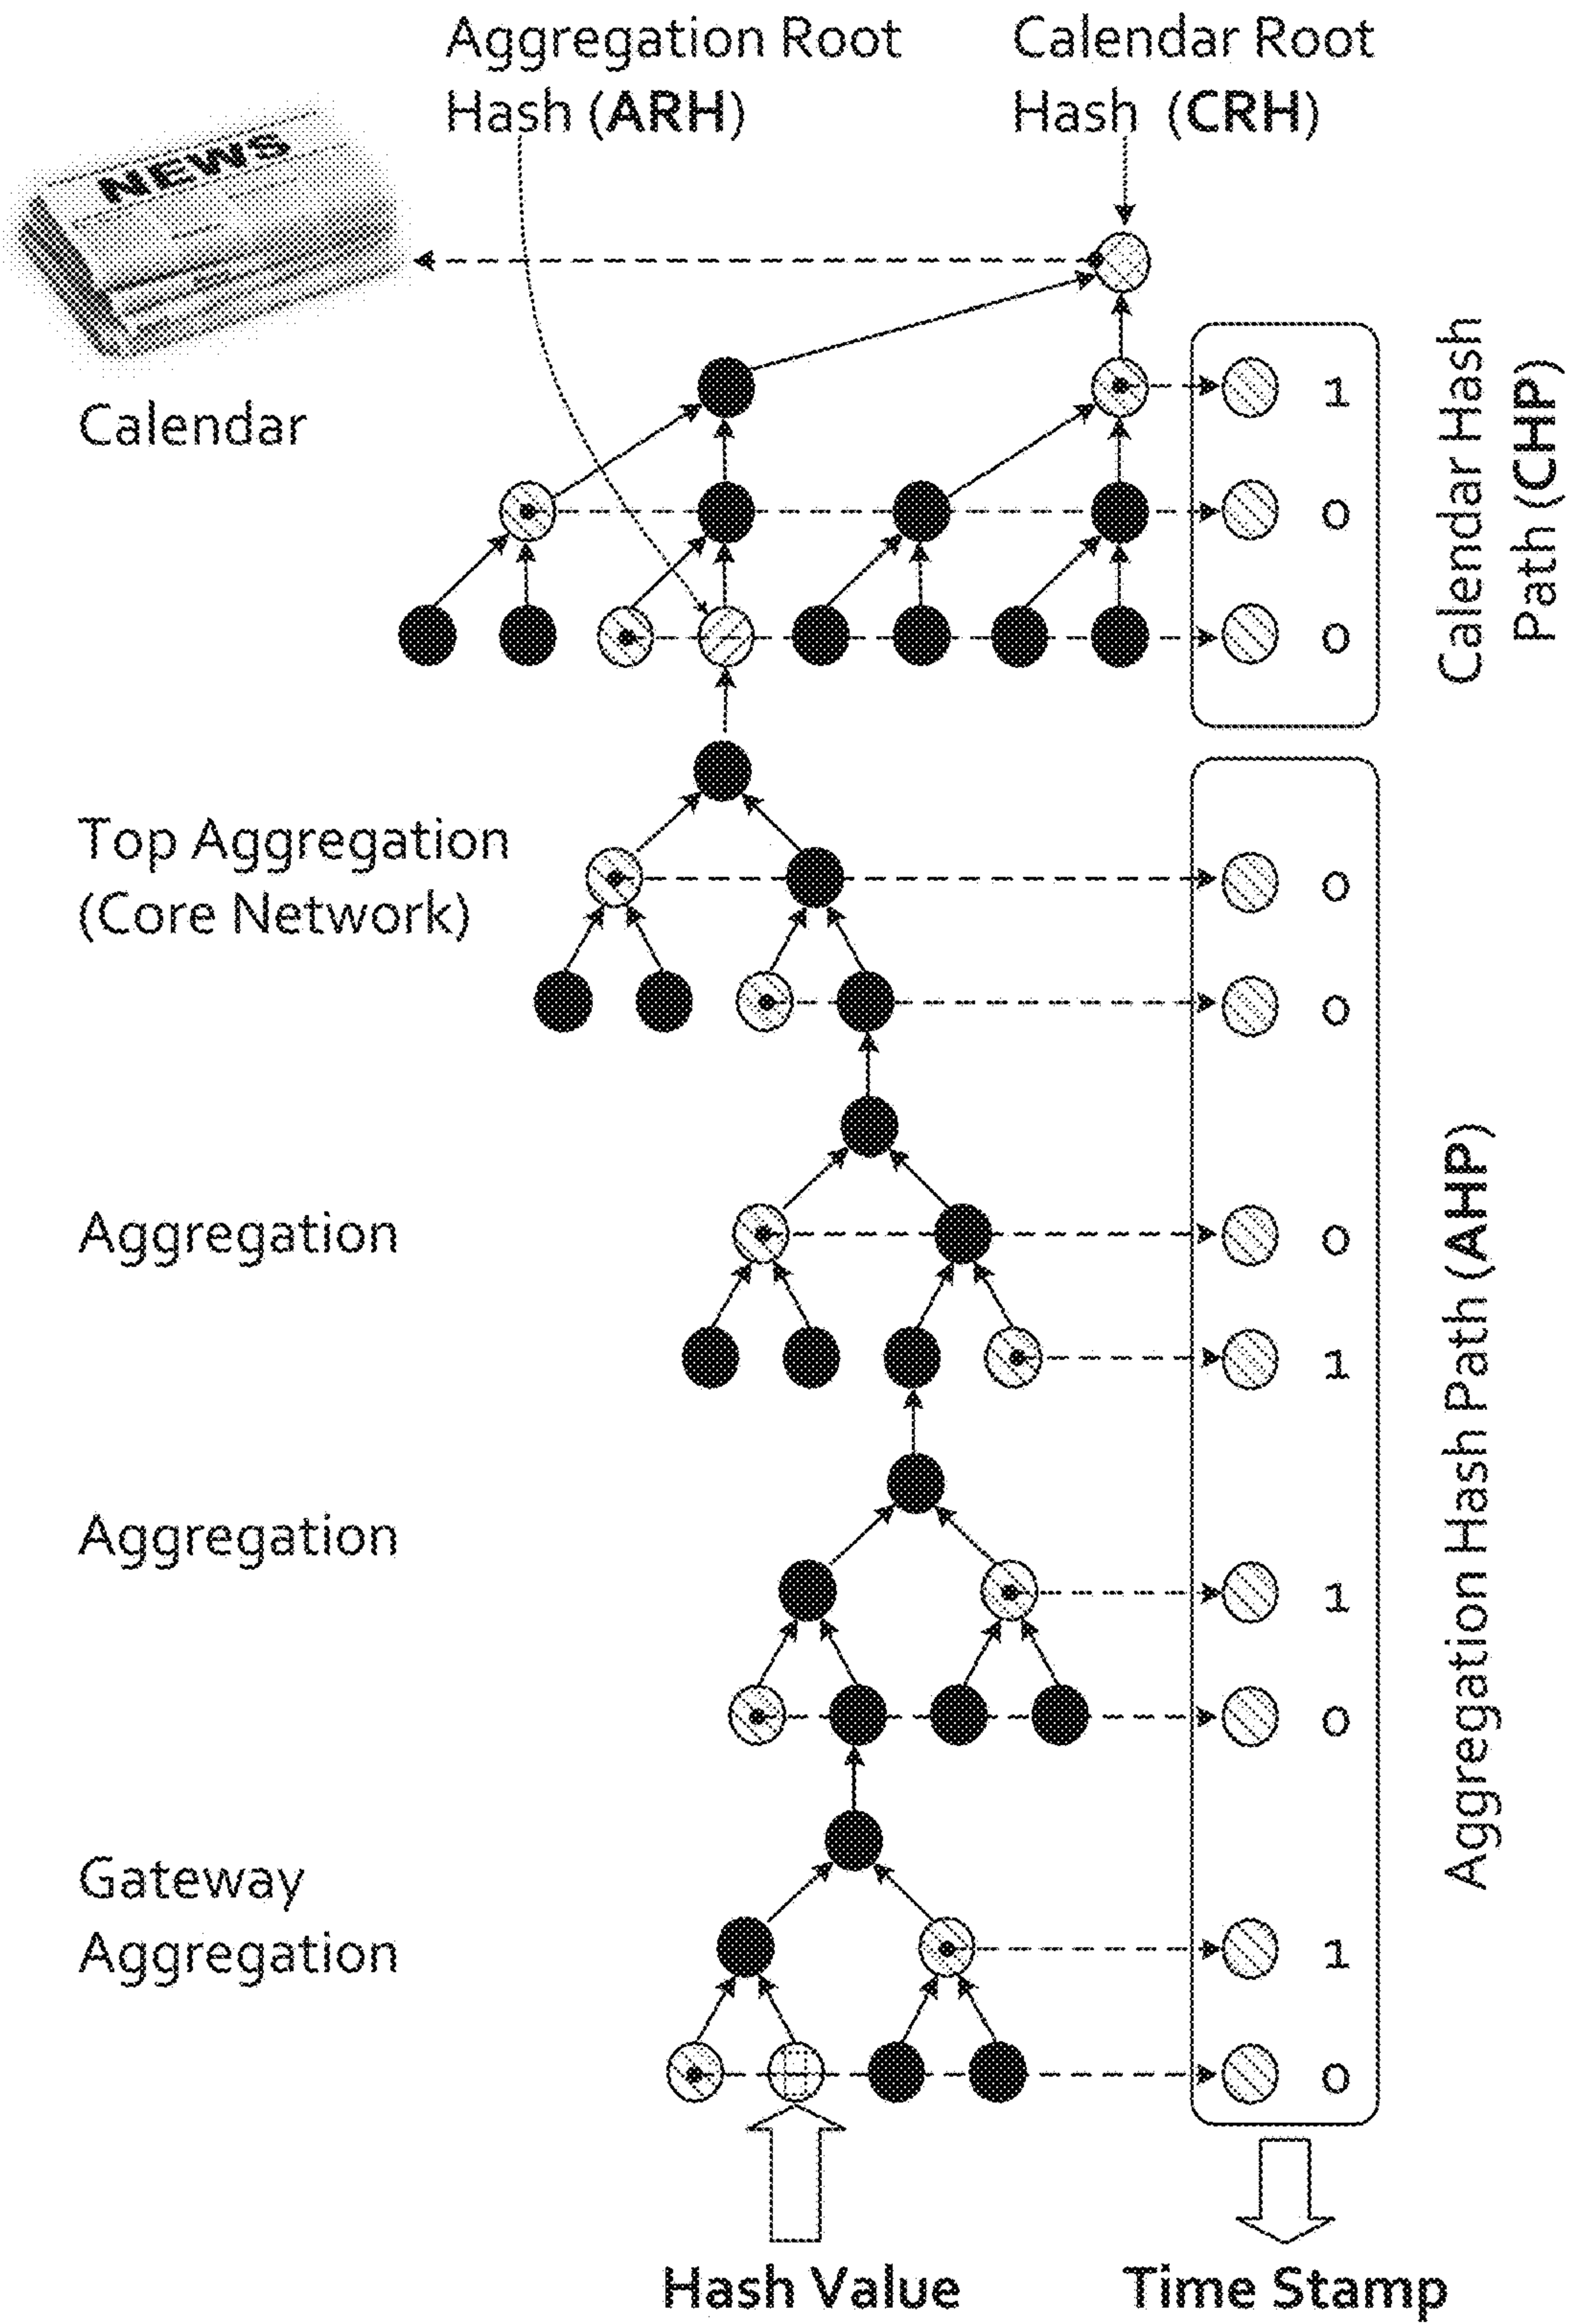 Aggregation Root
Hash (ARH)
Calendar Root
Hash (CRH)
NEWS
Calendar
1
0
0
Calendar Hash
Path (CHP)
Top Aggregation
(Core Network)
0
0
Aggregation
0
1
Aggregation
1
0
Gateway
Aggregation
1
0
Aggregation Hash Path (AHP)
Hash Value
Time Stamp